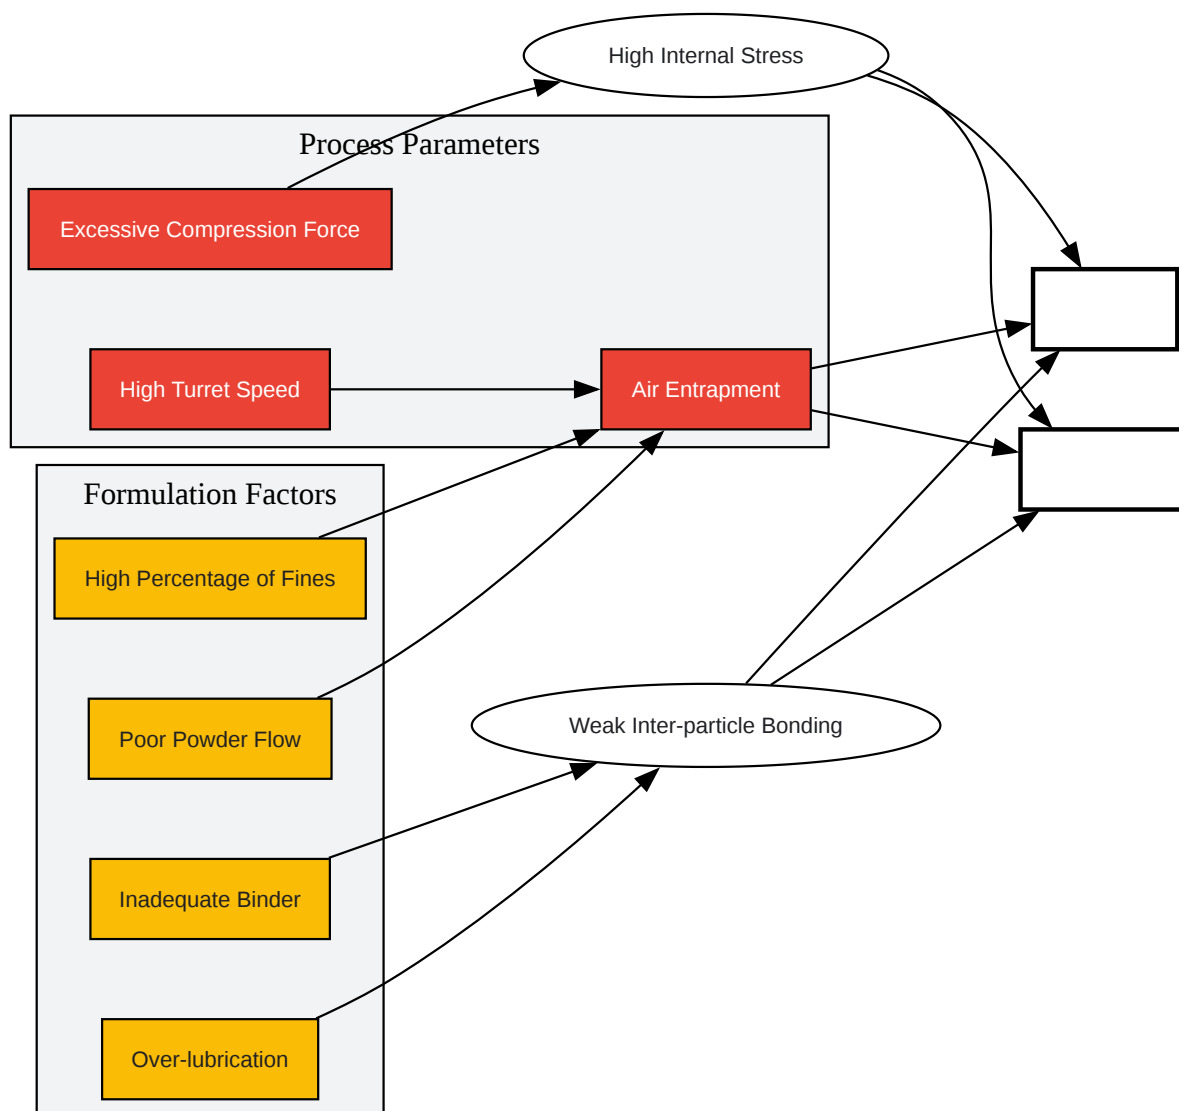 High Internal Stress
Process Parameters
Excessive Compression Force
High Turret Speed
Air Entrapment
Formulation Factors
High Percentage of Fines
Poor Powder Flow
Weak Inter-particle Bonding
Inadequate Binder
Over-lubrication